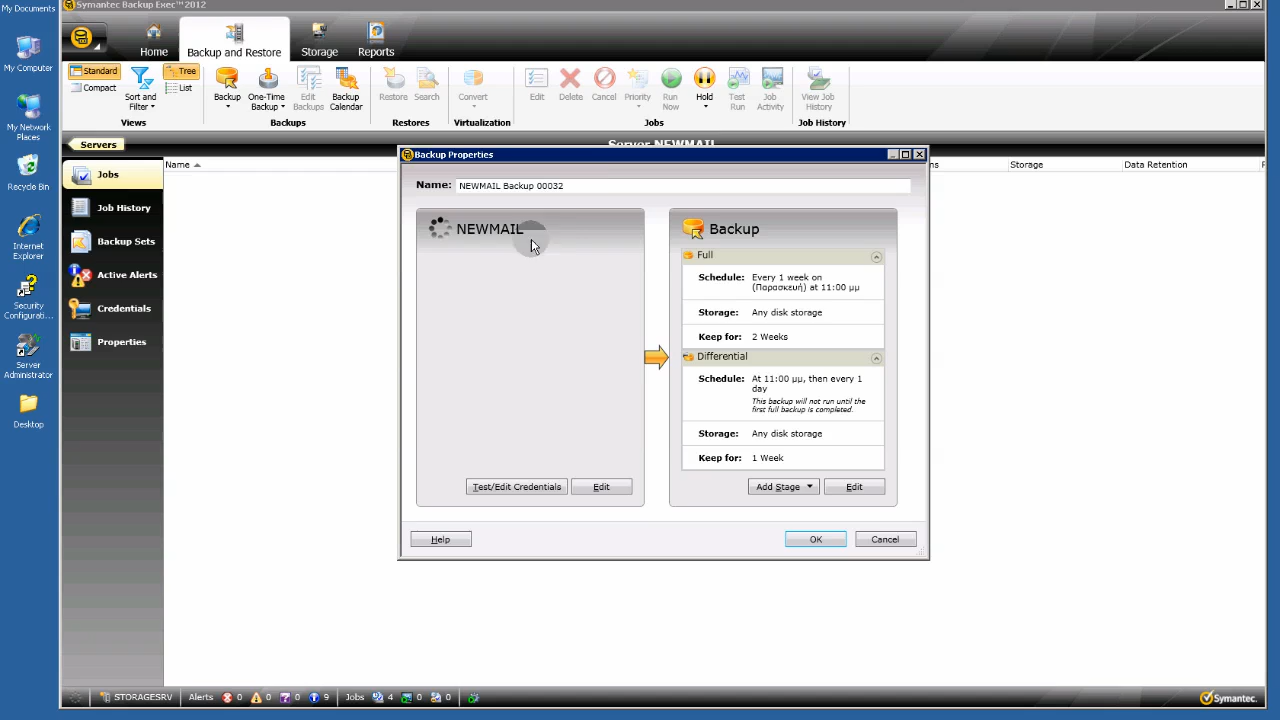 My Documents
My Computer
My Network
Places
Recycle Bin
Internet
Explorer
Security
Configurati...
Server
Administrator
Desktop
Symantec Backup Exec™ 2012
Home
Backup and Restore
Storage
Reports
Standard
Compact
Sort and
Filter
Tree
List
Views
Backup
One-Time
Backup
Edit
Backups
Backup
Calendar
Backups
Restore
Search
Restores
Convert
Virtualization
Edit
Delete
Cancel
Priority
Run
Now
Hold
Test
Run
Job
Activity
Jobs
View Job
History
Job History
Servers
Server NEWMAIL
Jobs
Job History
Backup Sets
Active Alerts
Credentials
Properties
Name
Storage
Data Retention
Backup Properties
Name: NEWMAIL Backup 00032
NEWMAIL
Test/Edit Credentials
Edit
Backup
Full
Schedule: Every 1 week on
(Παρασκευή) at 11:00 μμ
Storage: Any disk storage
Keep for: 2 Weeks
Differential
Schedule: At 11:00 μμ, then every 1
day
This backup will not run until the
first full backup is completed.
Storage: Any disk storage
Keep for: 1 Week
Add Stage
Edit
Help
OK
Cancel
STORAGESRV
Alerts 0 0 0 9
Jobs 4 0 0
Symantec.